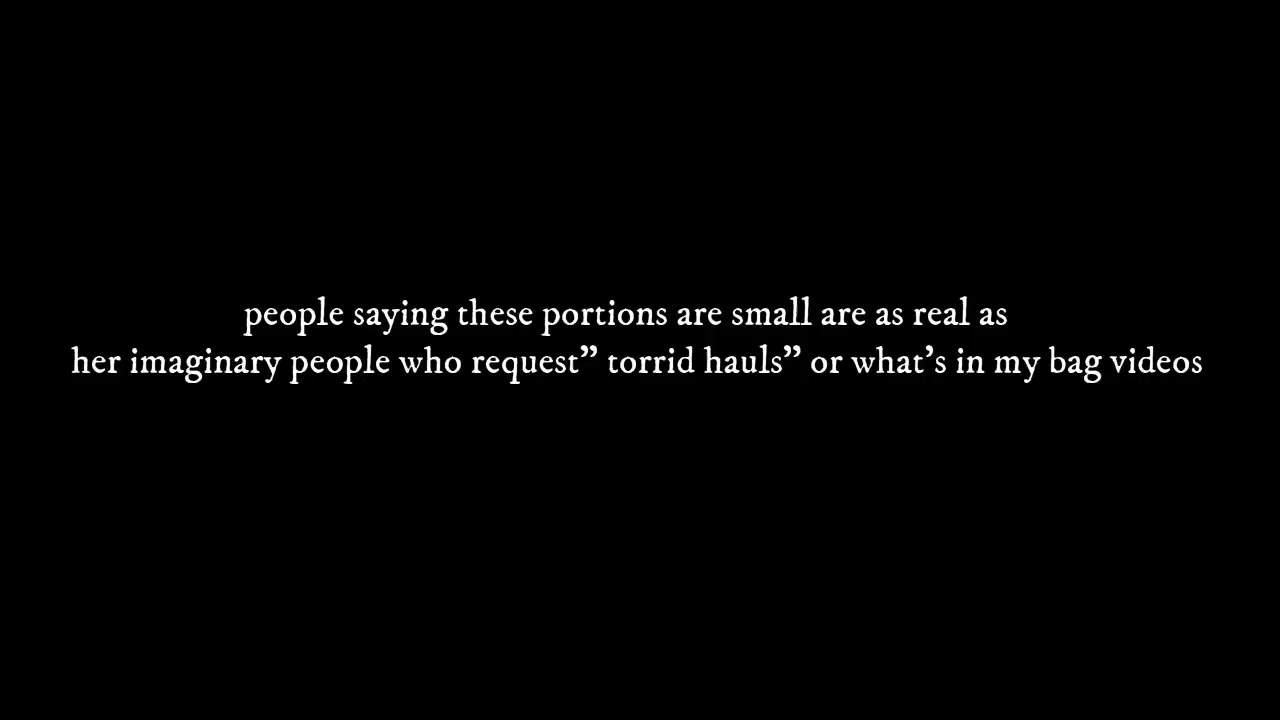 people saying these portions are small are as real as
her imaginary people who request” torrid hauls” or what’s in my bag videos